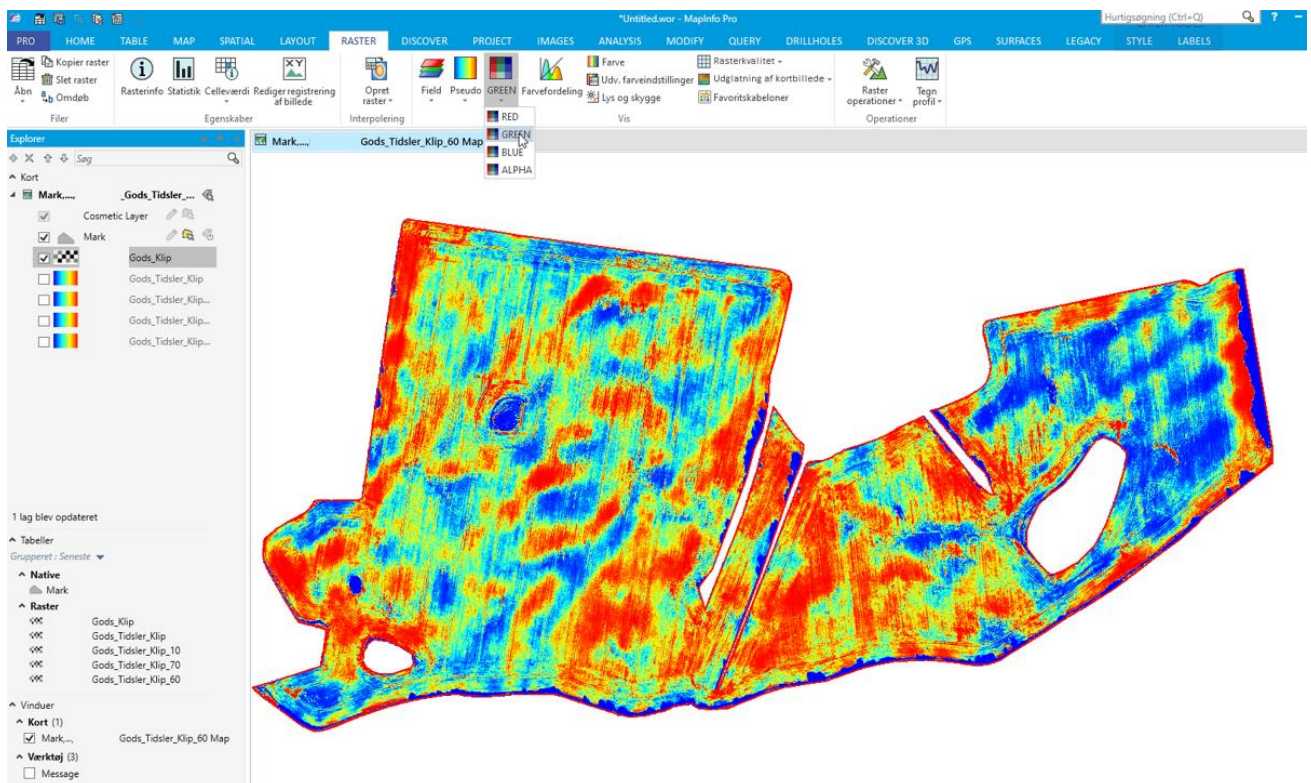 *Untitled.wor - MapInfo Pro
Hurtigsøgning (Ctrl+Q)
?
PRO HOME TABLE MAP SPATIAL LAYOUT RASTER DISCOVER PROJECT IMAGES ANALYSIS MODIFY QUERY DRILLHOLES DISCOVER 3D GPS SURFACES LEGACY STYLE LABELS
Åbn
Kopier raster
Slet raster
Omdøb
Filer
Rasterinfo
Statistik
Celleværdi
Rediger registrering
af billede
Egenskaber
Opret
raster
Interpolering
Field
Pseudo
GREEN
Farvefordeling
Farve
Udv. farveindstillinger
Lys og skygge
Rasterkvalitet
Udglatning af kortbillede
Favoritskabeloner
Vis
Raster
operationer
Tegn
profil
Operationer
RED
GREEN
BLUE
ALPHA
Explorer
Søg
Kort
Mark,..., _Gods_Tidsler_...
Cosmetic Layer
Mark
Gods_Klip
Gods_Tidsler_Klip
Gods_Tidsler_Klip...
Gods_Tidsler_Klip...
Gods_Tidsler_Klip...
Mark,..., Gods_Tidsler_Klip_60 Map
1 lag blev opdateret
Tabeller
Grupperet : Seneste
Native
Mark
Raster
Gods_Klip
Gods_Tidsler_Klip
Gods_Tidsler_Klip_10
Gods_Tidsler_Klip_70
Gods_Tidsler_Klip_60
Vinduer
Kort (1)
Mark,..., Gods_Tidsler_Klip_60 Map
Værktøj (3)
Message